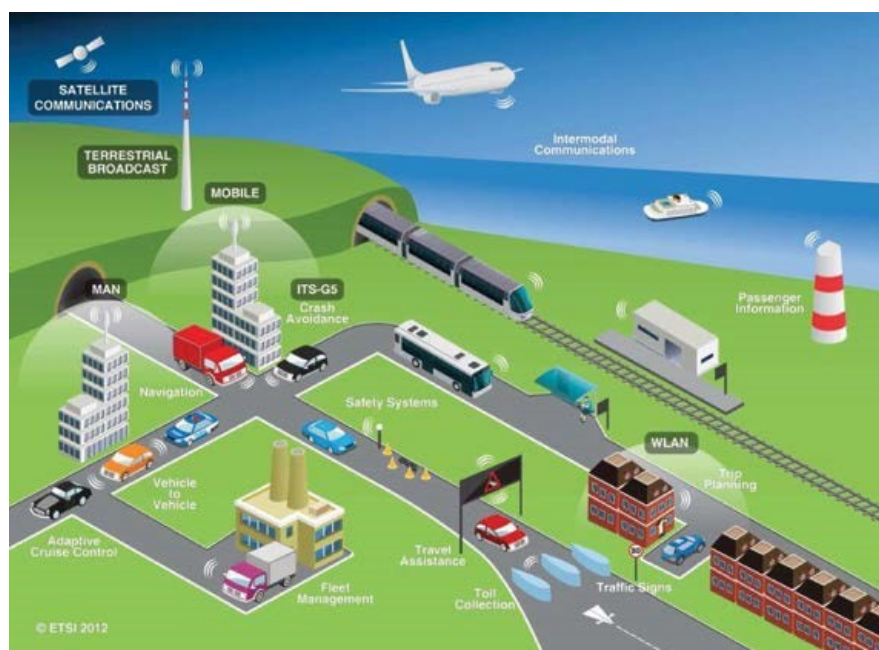 SATELLITE
COMMUNICATIONS
TERRESTRIAL
BROADCAST
Intermodal
Communications
MOBILE
MAN
ITS-G5
Crash
Avoidance
Passenger
Information
Navigation
Safety Systems
WLAN
Trip
Planning
Vehicle
to
Vehicle
Adaptive
Cruise Control
Fleet
Management
Travel
Assistance
Toll
Collection
30
Traffic Signs
© ETSI 2012